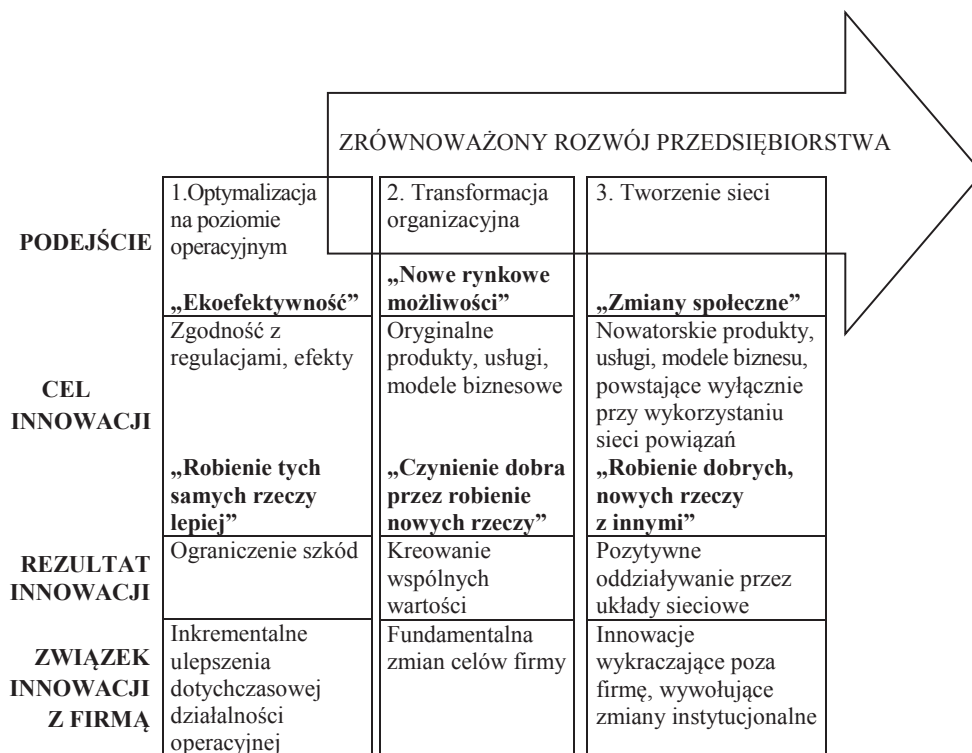 ZRÓWNOWAŻONY ROZWÓJ PRZEDSIĘBIORSTWA
PODEJŚCIE
1.Optymalizacja
na poziomie
operacyjnym
„Ekoefektywność”
2. Transformacja
organizacyjna
„Nowe rynkowe
możliwości”
3. Tworzenie sieci
„Zmiany społeczne”
CEL
INNOWACJI
Zgodność z
regulacjami, efekty
„Robienie tych
samych rzeczy
lepiej”
Oryginalne
produkty, usługi,
modele biznesowe
„Czynienie dobra
przez robienie
nowych rzeczy”
Nowatorskie produkty,
usługi, modele biznesu,
powstające wyłącznie
przy wykorzystaniu
sieci powiązań
„Robienie dobrych,
nowych rzeczy
z innymi”
REZULTAT
INNOWACJI
Ograniczenie szkód
Kreowanie
wspólnych
wartości
Pozytywne
oddziaływanie przez
układy sieciowe
ZWIĄZEK
INNOWACJI
Z FIRMĄ
Inkrementalne
ulepszenia
dotychczasowej
działalności
operacyjnej
Fundamentalna
zmian celów firmy
Innowacje
wykraczające poza
firmę, wywołujące
zmiany instytucjonalne